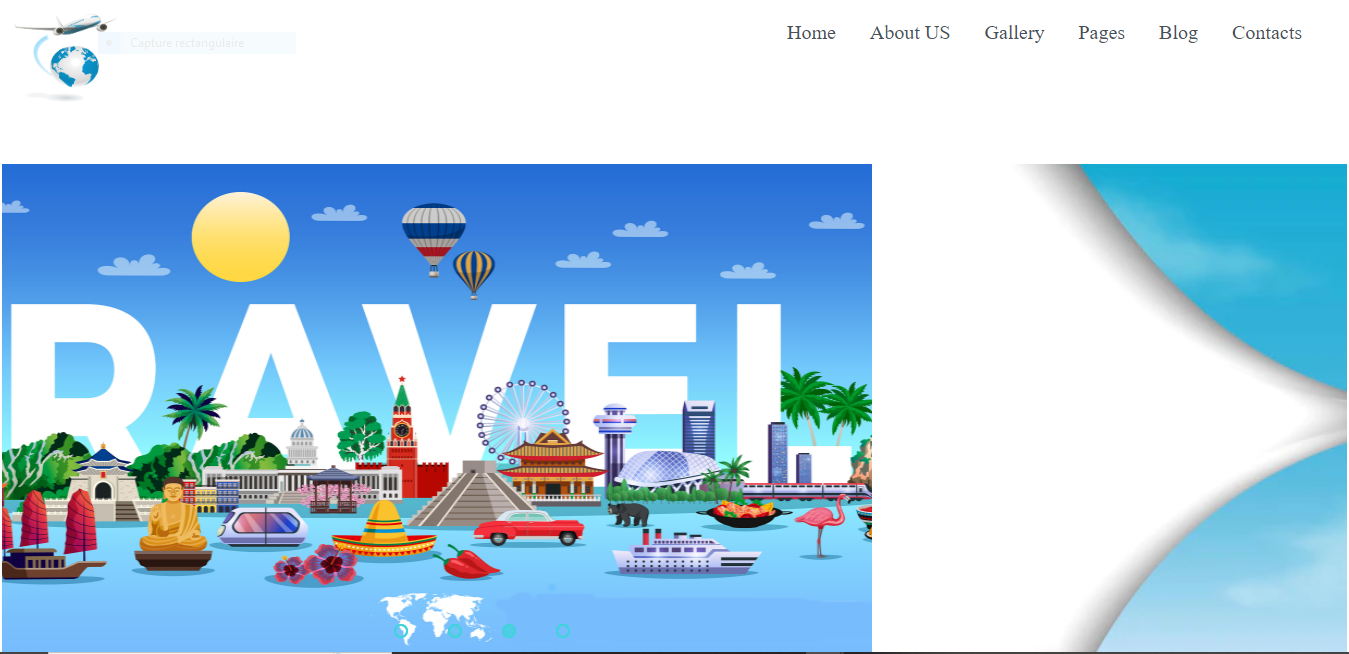 Home About US Gallery Pages Blog Contacts
Capture rectangulaire
RAVEL